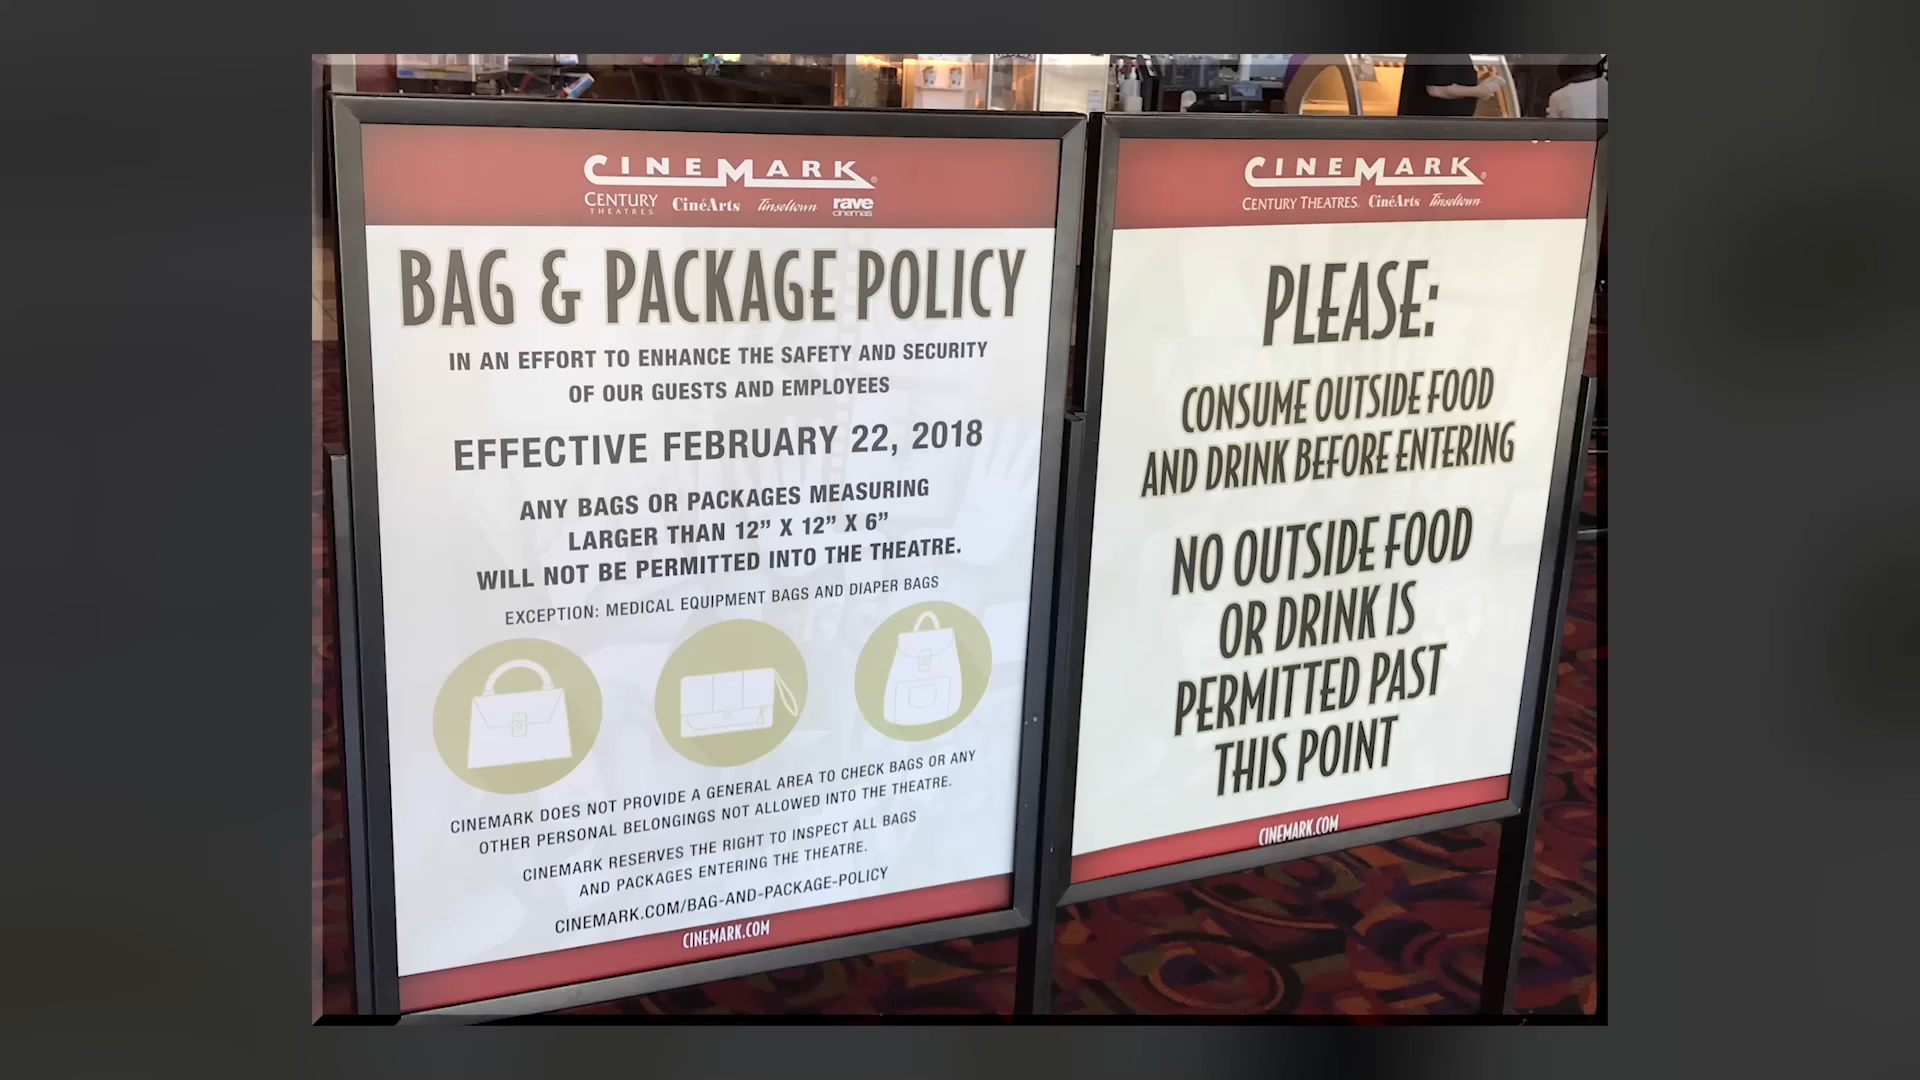 CINEMARK
CENTURY THEATRES CinéArts Tinseltown rave cinemas
BAG & PACKAGE POLICY
IN AN EFFORT TO ENHANCE THE SAFETY AND SECURITY
OF OUR GUESTS AND EMPLOYEES
EFFECTIVE FEBRUARY 22, 2018
ANY BAGS OR PACKAGES MEASURING
LARGER THAN 12” X 12” X 6”
WILL NOT BE PERMITTED INTO THE THEATRE.
EXCEPTION: MEDICAL EQUIPMENT BAGS AND DIAPER BAGS
CINEMARK DOES NOT PROVIDE A GENERAL AREA TO CHECK BAGS OR ANY
OTHER PERSONAL BELONGINGS NOT ALLOWED INTO THE THEATRE.
CINEMARK RESERVES THE RIGHT TO INSPECT ALL BAGS
AND PACKAGES ENTERING THE THEATRE.
CINEMARK.COM/BAG-AND-PACKAGE-POLICY
CINEMARK.COM
CINEMARK
CENTURY THEATRES CinéArts Tinseltown
PLEASE:
CONSUME OUTSIDE FOOD
AND DRINK BEFORE ENTERING
NO OUTSIDE FOOD
OR DRINK IS
PERMITTED PAST
THIS POINT
CINEMARK.COM